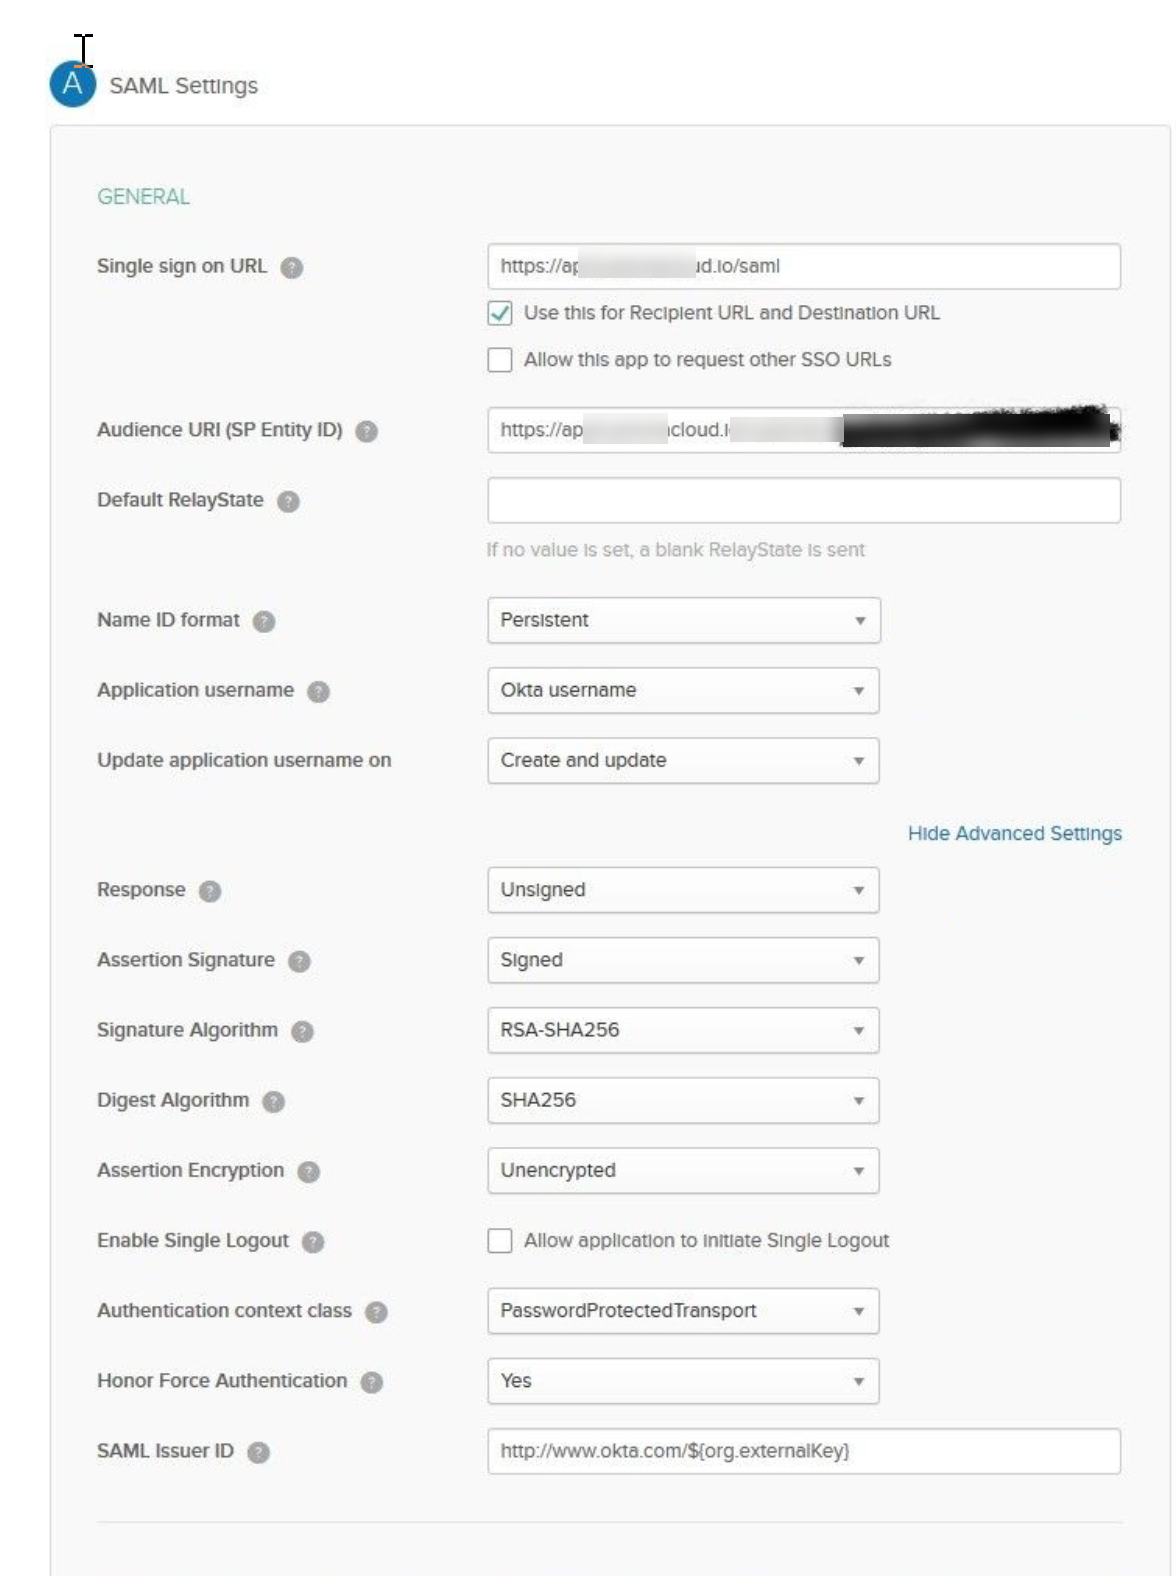 A SAML Settings
GENERAL
Single sign on URL ? https://ap ud.io/saml
Use this for Recipient URL and Destination URL
Allow this app to request other SSO URLs
Audience URI (SP Entity ID) ? https://ap cloud.i
Default RelayState ?
If no value is set, a blank RelayState is sent
Name ID format ? Persistent
Application username ? Okta username
Update application username on Create and update
Hide Advanced Settings
Response ? Unsigned
Assertion Signature ? Signed
Signature Algorithm ? RSA-SHA256
Digest Algorithm ? SHA256
Assertion Encryption ? Unencrypted
Enable Single Logout ? Allow application to initiate Single Logout
Authentication context class ? PasswordProtectedTransport
Honor Force Authentication ? Yes
SAML Issuer ID ? http://www.okta.com/${org.externalKey}